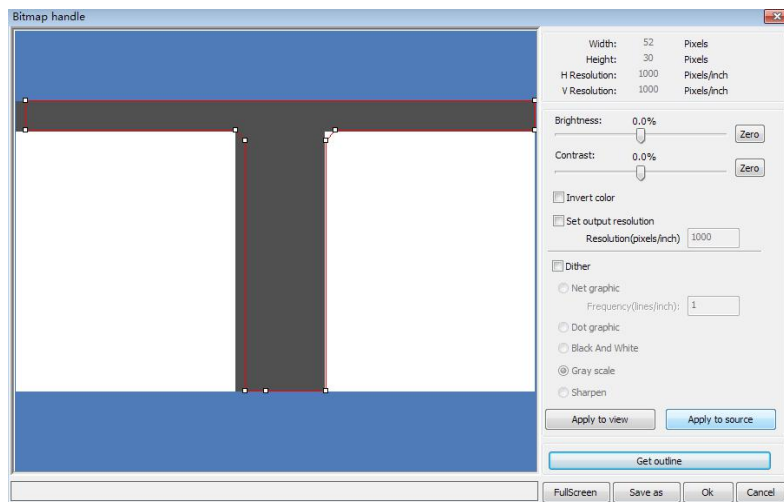 Bitmap handle
Width: 52 Pixels
Height: 30 Pixels
H Resolution: 1000 Pixels/inch
V Resolution: 1000 Pixels/inch
Brightness: 0.0%
Zero
Contrast: 0.0%
Zero
Invert color
Set output resolution
Resolution(pixels/inch) 1000
Dither
Net graphic
Frequency(lines/inch): 1
Dot graphic
Black And White
Gray scale
Sharpen
Apply to view Apply to source
Get outline
FullScreen Save as Ok Cancel